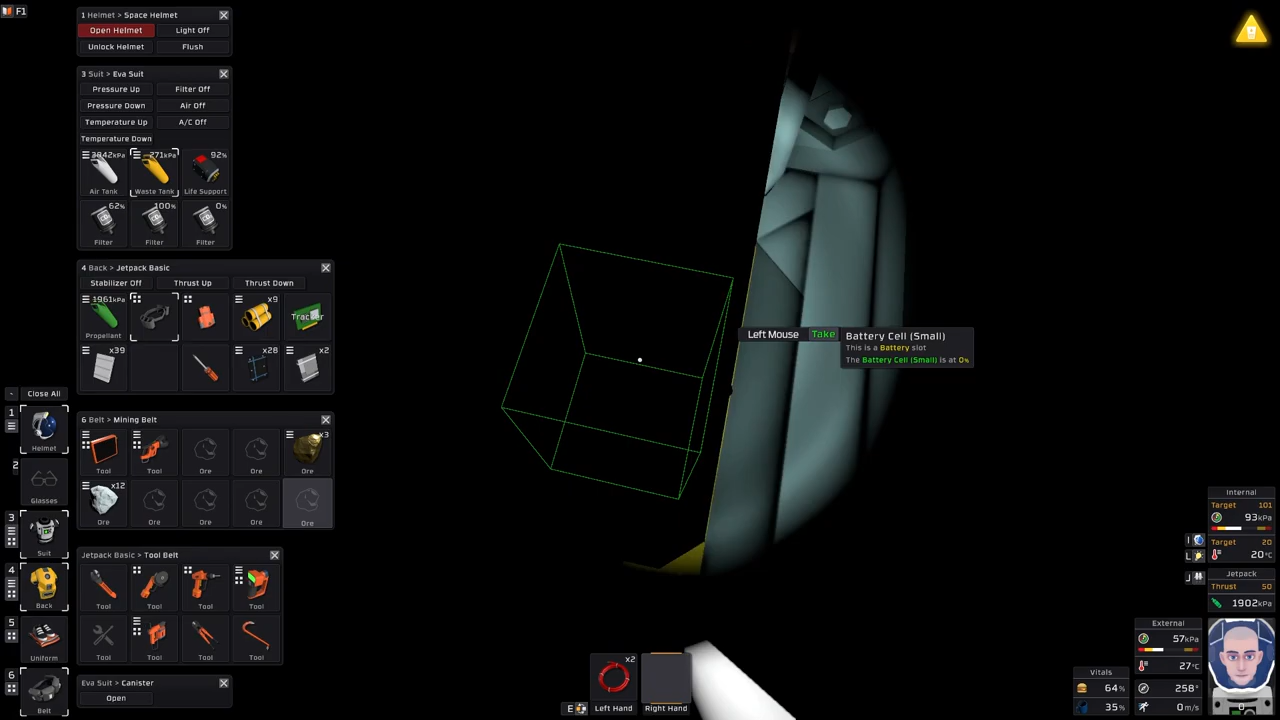 F1
1 Helmet > Space Helmet
Open Helmet
Light Off
Unlock Helmet
Flush
3 Suit > Eva Suit
Pressure Up
Filter Off
Pressure Down
Air Off
Temperature Up
A/C Off
Temperature Down
3842kPa
271kPa
92%
Air Tank
Waste Tank
Life Support
62%
100%
0%
Filter
Filter
Filter
4 Back > Jetpack Basic
Stabilizer Off
Thrust Up
Thrust Down
1961kPa
x9
Propellant
Tracker
x39
x28
x2
- Close All
6 Belt > Mining Belt
x3
Tool
Tool
Ore
Ore
Ore
x12
Ore
Ore
Ore
Ore
Ore
Jetpack Basic > Tool Belt
Tool
Tool
Tool
Tool
Tool
Tool
Tool
Tool
Eva Suit > Canister
Open
1
Helmet
2
Glasses
3
Suit
4
Back
5
Uniform
6
Belt
Left Mouse
Take
Battery Cell (Small)
This is a Battery slot
The Battery Cell (Small) is at 0%
x2
E
Left Hand
Right Hand
Internal
Target 101
93kPa
Target 20
20°C
I
L
J
Jetpack
Thrust 50
1902kPa
External
57kPa
27°C
258°
0m/s
Vitals
64%
35%
0